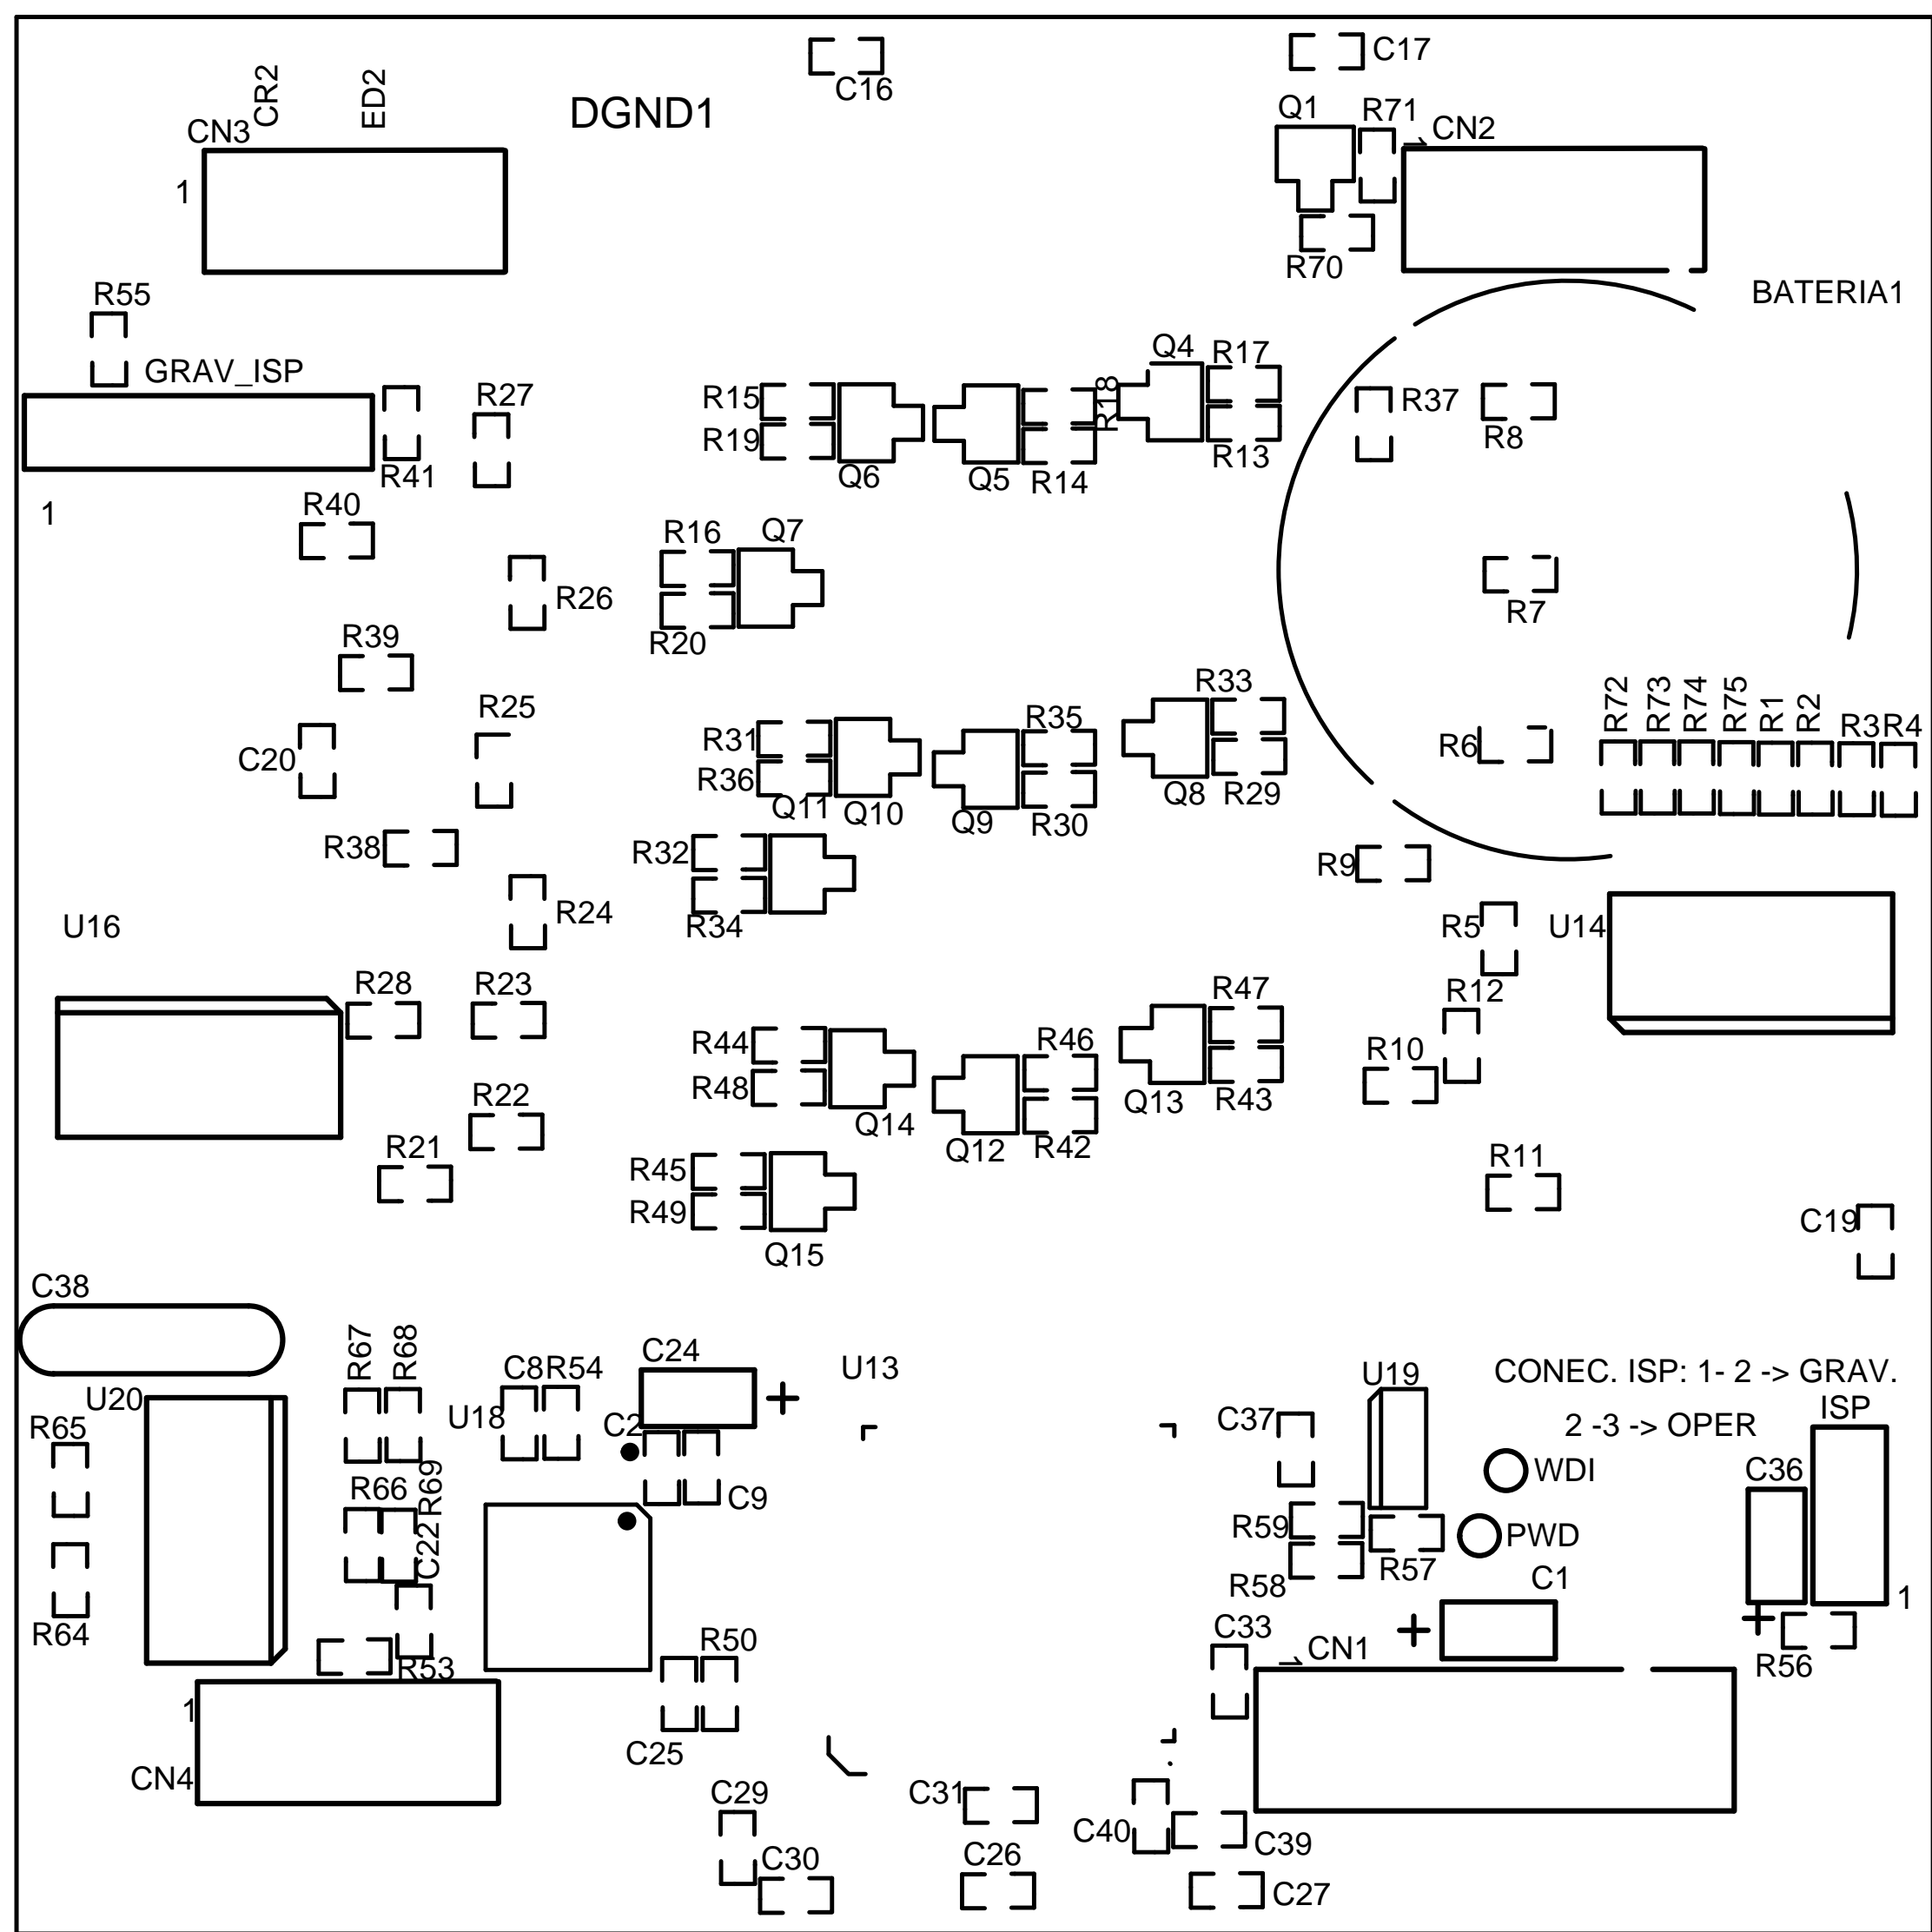 C17
C16
CR2
ED2
DGND1
Q1
R71
CN3
1
CN2
1
R70
BATERIA1
R55
GRAV_ISP
Q4
R17
R27
R15
R18
R37
R19
R13
R8
R41
Q6
Q5
R14
1
R40
R16
Q7
R26
R7
R39
R20
R33
R25
R31
R35
R72
R73
R74
R75
R1
R2
R3
R4
C20
R36
R6
Q11
Q10
Q9
R30
Q8
R29
R38
R32
R9
U16
R24
R34
R5
U14
R28
R23
R47
R12
R44
R46
R10
R48
R22
Q14
Q13
R43
R21
Q12
R42
R45
R11
R49
C19
Q15
C38
R67
R68
C24
U13
C8
R54
U19
CONEC. ISP: 1- 2 -> GRAV.
U20
U18
C2
C37
ISP
R65
2 -3 -> OPER
R66
R69
C9
WDI
C36
C22
R59
PWD
R58
R57
C1
1
R64
R53
R50
C33
CN1
1
R56
1
C25
CN4
C29
C31
C40
C39
C30
C26
C27